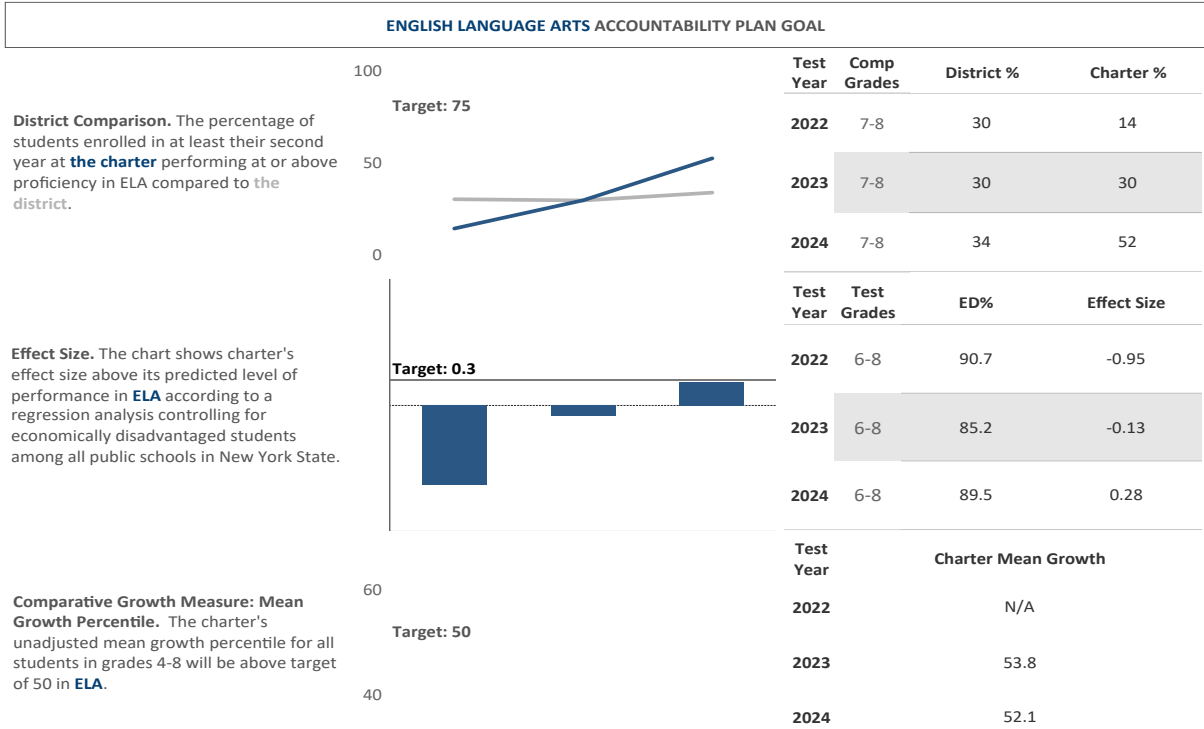 ENGLISH LANGUAGE ARTS ACCOUNTABILITY PLAN GOAL
District Comparison. The percentage of
students enrolled in at least their second
year at the charter performing at or above
proficiency in ELA compared to the
district.
100
Target: 75
50
0
Test Year Comp Grades District % Charter %
2022 7-8 30 14
2023 7-8 30 30
2024 7-8 34 52
Effect Size. The chart shows charter's
effect size above its predicted level of
performance in ELA according to a
regression analysis controlling for
economically disadvantaged students
among all public schools in New York State.
Target: 0.3
Test Year Test Grades ED% Effect Size
2022 6-8 90.7 -0.95
2023 6-8 85.2 -0.13
2024 6-8 89.5 0.28
Comparative Growth Measure: Mean
Growth Percentile. The charter's
unadjusted mean growth percentile for all
students in grades 4-8 will be above target
of 50 in ELA.
60
Target: 50
40
Test Year Charter Mean Growth
2022 N/A
2023 53.8
2024 52.1